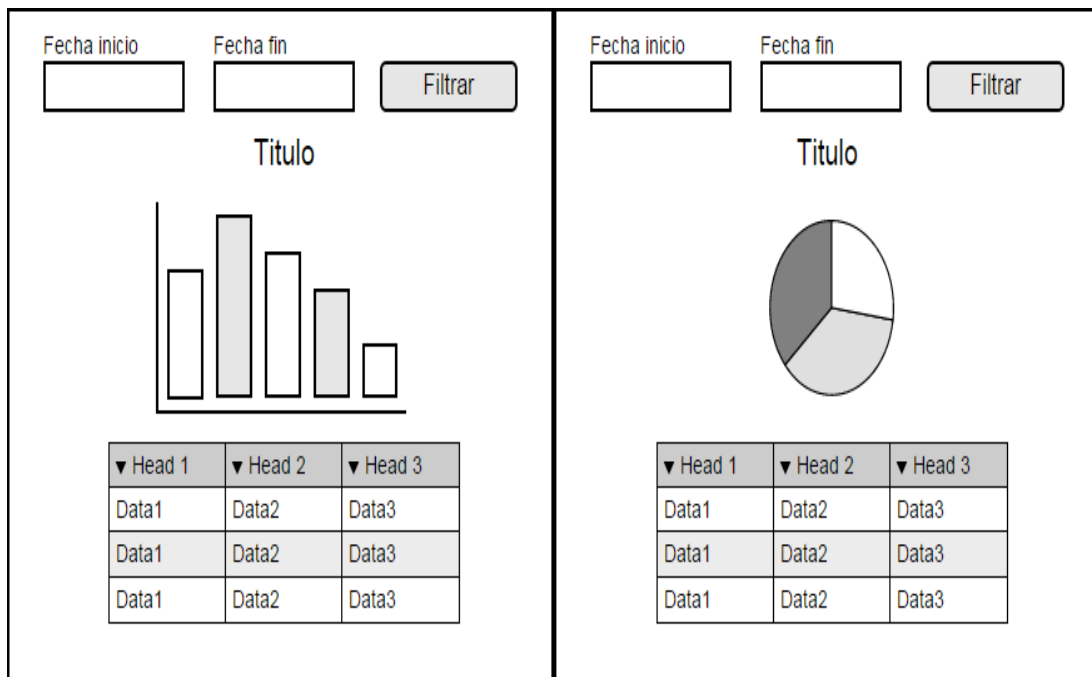 Fecha inicio Fecha fin
Filtrar
Titulo
▼ Head 1 ▼ Head 2 ▼ Head 3
Data1 Data2 Data3
Data1 Data2 Data3
Data1 Data2 Data3
Fecha inicio Fecha fin
Filtrar
Titulo
▼ Head 1 ▼ Head 2 ▼ Head 3
Data1 Data2 Data3
Data1 Data2 Data3
Data1 Data2 Data3